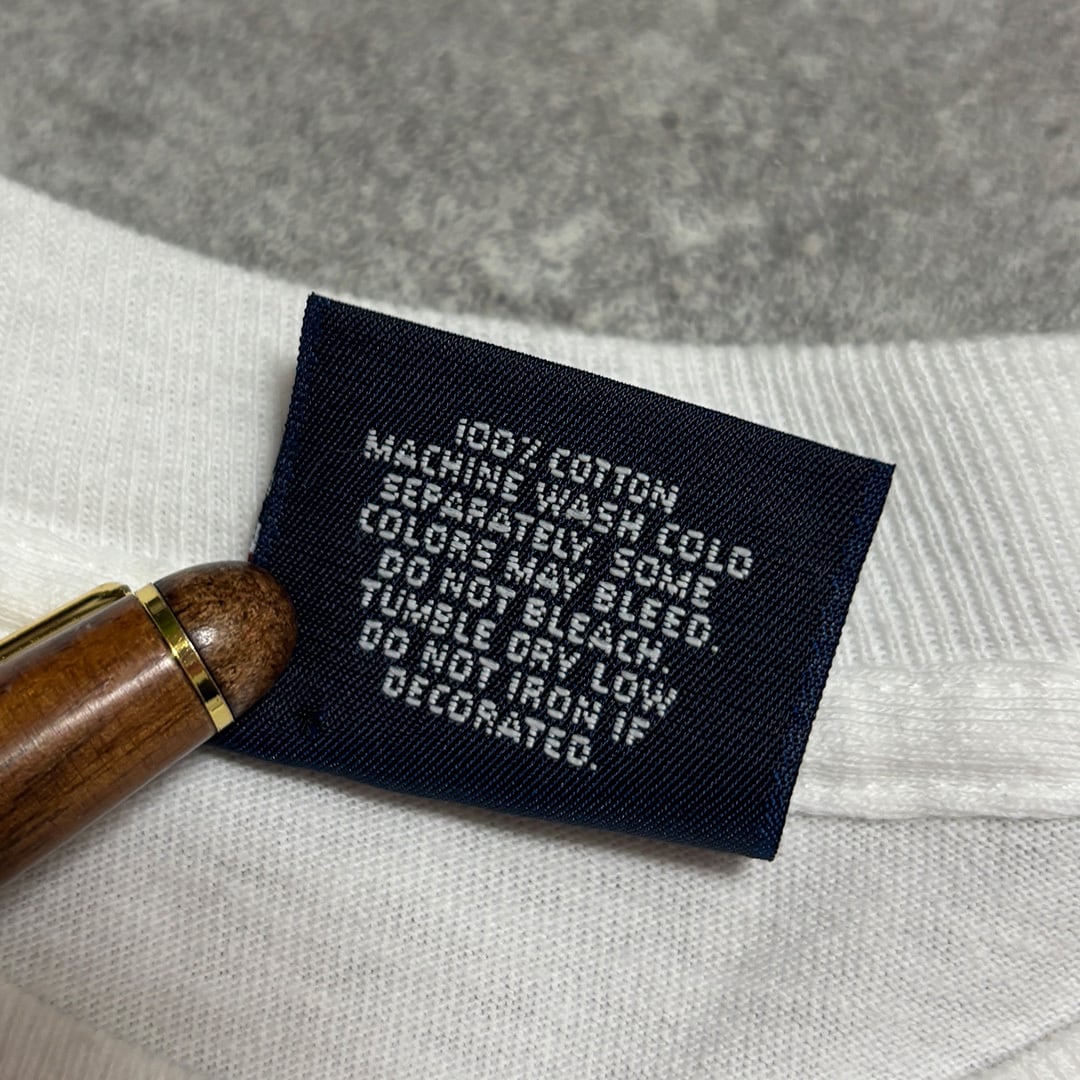 100% COTTON
MACHINE WASH COLD
SEPARATELY. SOME
COLORS MAY BLEED.
DO NOT BLEACH.
TUMBLE DRY LOW
DO NOT IRON IF
DECORATED.